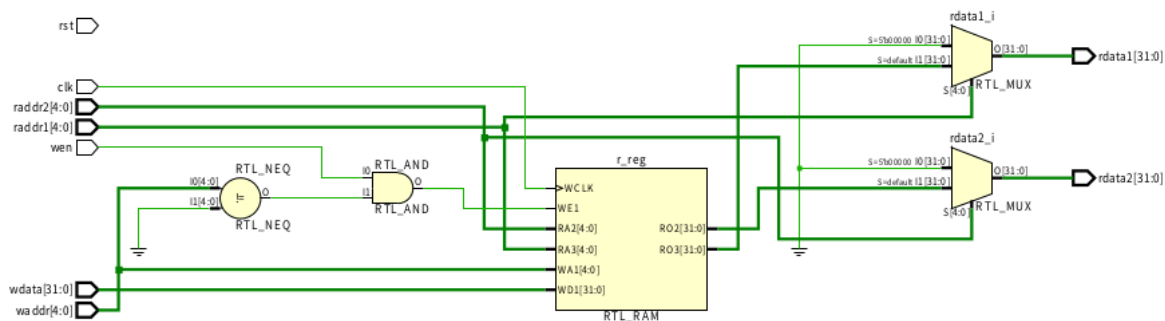 rst
clk
raddr2[4:0]
raddr1[4:0]
wen
RTL_NEQ
I0[4:0]
I1[4:0]
!=
O
RTL_NEQ
RTL_AND
I0
I1
O
RTL_AND
wdata[31:0]
waddr[4:0]
r_reg
WCLK
WE1
RA2[4:0]
RA3[4:0]
WA1[4:0]
WD1[31:0]
RO2[31:0]
RO3[31:0]
RTL_RAM
rdata1_i
S=5'b00000 I0[31:0]
S=default I1[31:0]
S[4:0]
O[31:0]
RTL_MUX
rdata1[31:0]
rdata2_i
S=5'b00000 I0[31:0]
S=default I1[31:0]
S[4:0]
O[31:0]
RTL_MUX
rdata2[31:0]